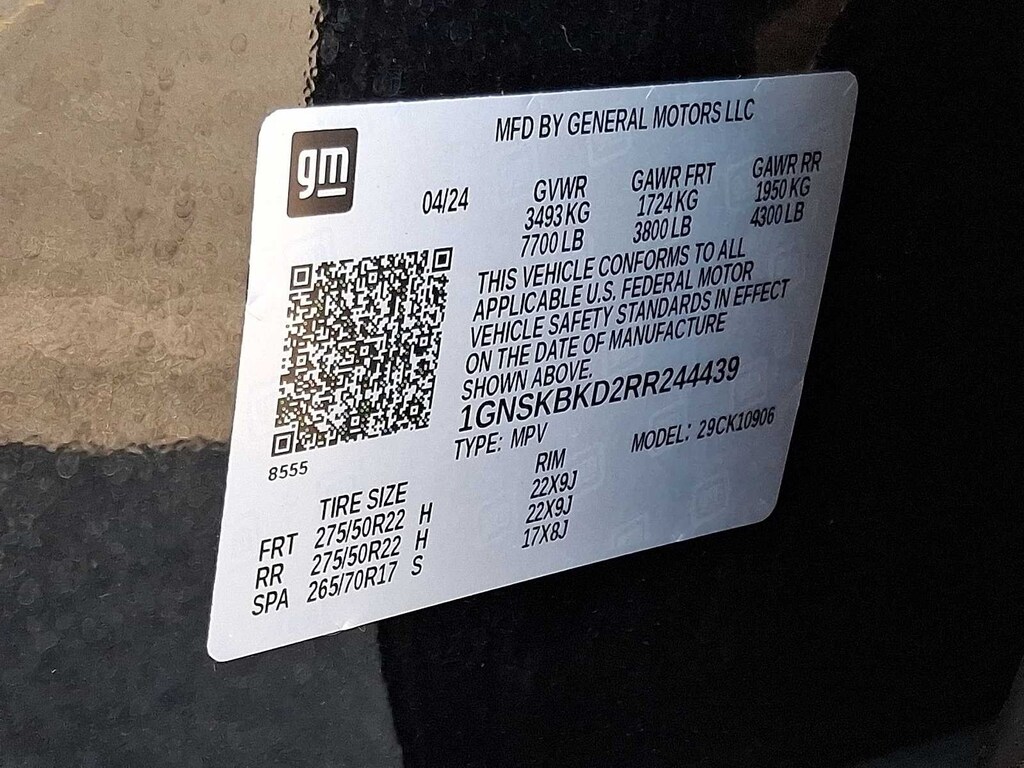 gm
MFD BY GENERAL MOTORS LLC
04/24
GVWR GAWR FRT GAWR RR
3493 KG 1724 KG 1950 KG
7700 LB 3800 LB 4300 LB
THIS VEHICLE CONFORMS TO ALL
APPLICABLE U.S. FEDERAL MOTOR
VEHICLE SAFETY STANDARDS IN EFFECT
ON THE DATE OF MANUFACTURE
SHOWN ABOVE.
1GNSKBKD2RR244439
TYPE: MPV MODEL: 29CK10906
8555
TIRE SIZE RIM
FRT 275/50R22 H 22X9J
RR 275/50R22 H 22X9J
SPA 265/70R17 S 17X8J